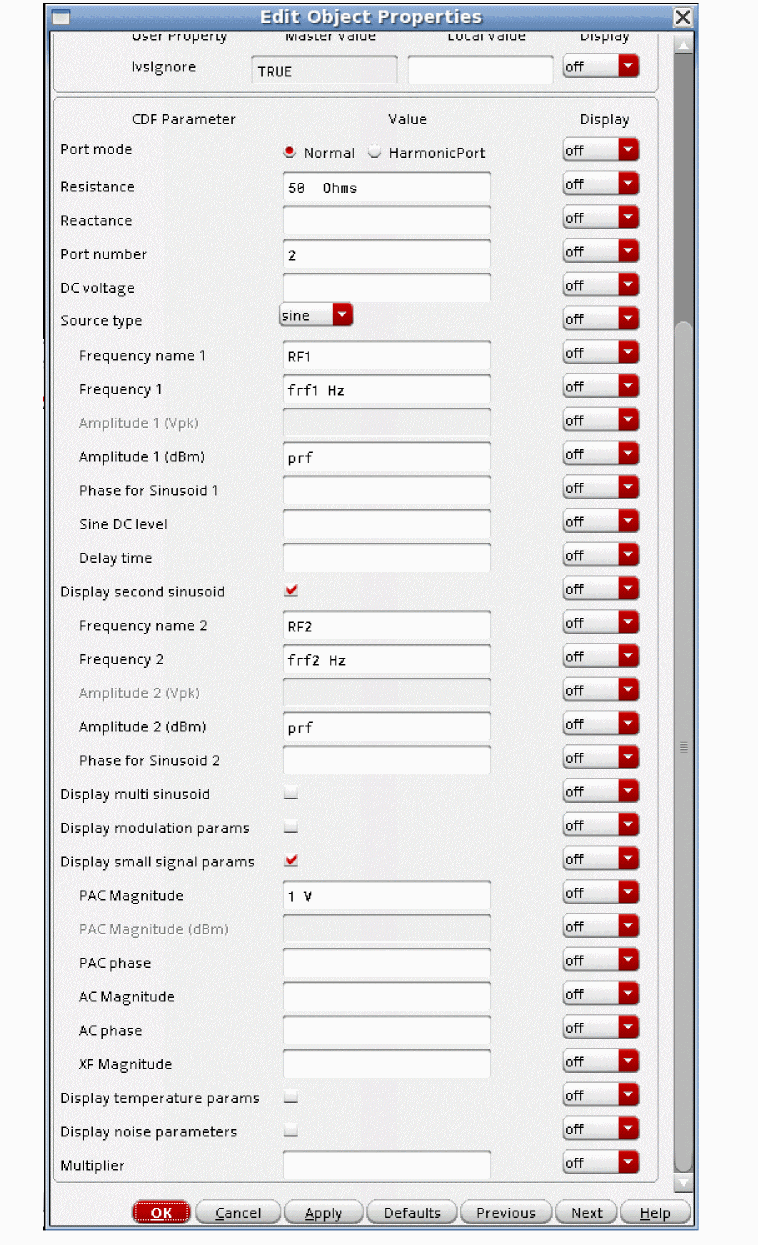 Edit Object Properties
User Property Master Value Local Value Display
lvsIgnore TRUE off
CDF Parameter Value Display
Port mode Normal HarmonicPort off
Resistance 50 Ohms off
Reactance off
Port number 2 off
DC voltage off
Source type sine off
Frequency name 1 RF1 off
Frequency 1 frf1 Hz off
Amplitude 1 (Vpk) off
Amplitude 1 (dBm) prf off
Phase for Sinusoid 1 off
Sine DC level off
Delay time off
Display second sinusoid off
Frequency name 2 RF2 off
Frequency 2 frf2 Hz off
Amplitude 2 (Vpk) off
Amplitude 2 (dBm) prf off
Phase for Sinusoid 2 off
Display multi sinusoid off
Display modulation params off
Display small signal params off
PAC Magnitude 1 V off
PAC Magnitude (dBm) off
PAC phase off
AC Magnitude off
AC phase off
XF Magnitude off
Display temperature params off
Display noise parameters off
Multiplier off
OK Cancel Apply Defaults Previous Next Help